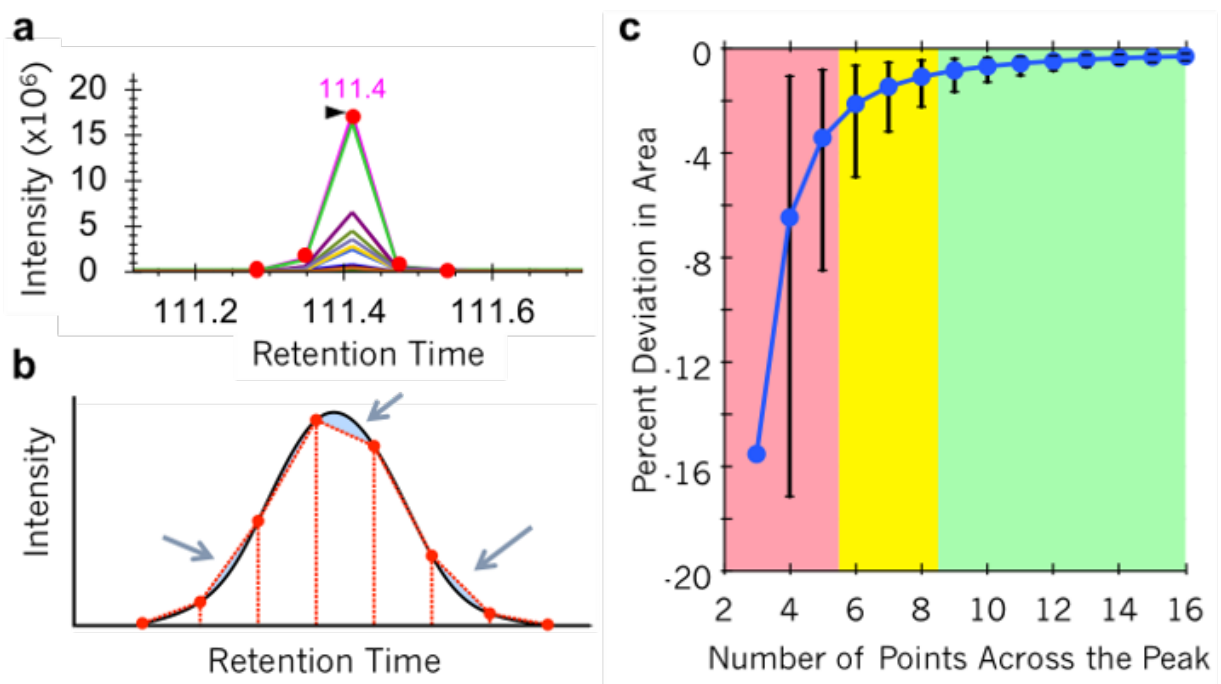 a
Intensity (x10⁶)
20
15
10
5
0
111.4
111.2 111.4 111.6
Retention Time
b
Intensity
Retention Time
c
Percent Deviation in Area
0
-4
-8
-12
-16
-20
2 4 6 8 10 12 14 16
Number of Points Across the Peak